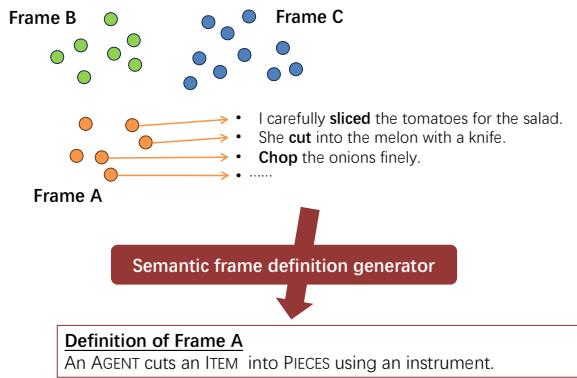 Frame B
Frame C
• I carefully sliced the tomatoes for the salad.
• She cut into the melon with a knife.
• Chop the onions finely.
• ......
Frame A
Semantic frame definition generator
Definition of Frame A
An AGENT cuts an ITEM into PIECES using an instrument.